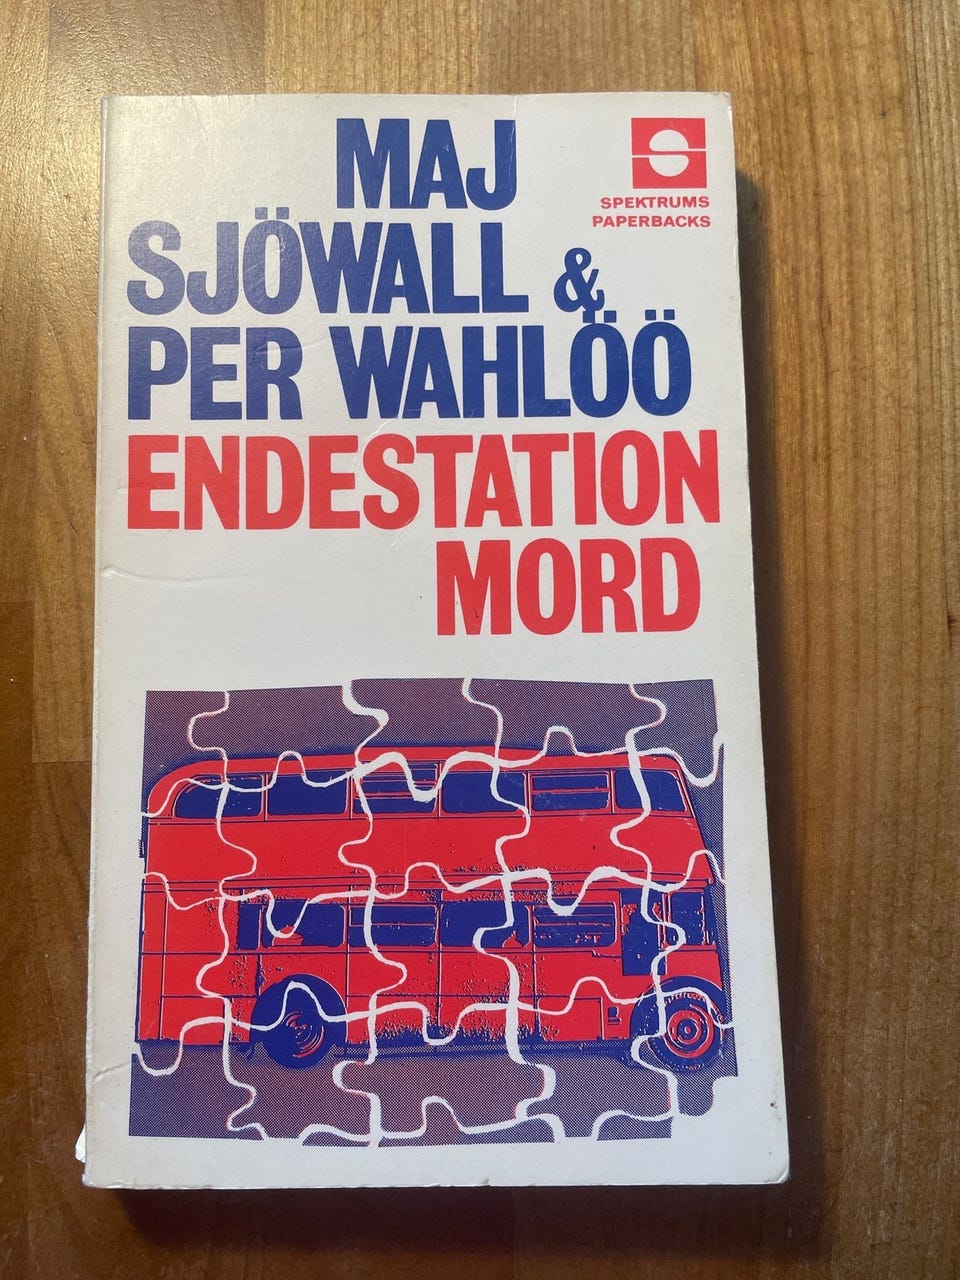 MAJ
SJÖWALL &
PER WAHLÖÖ
ENDESTATION
MORD
SPEKTRUMS
PAPERBACKS